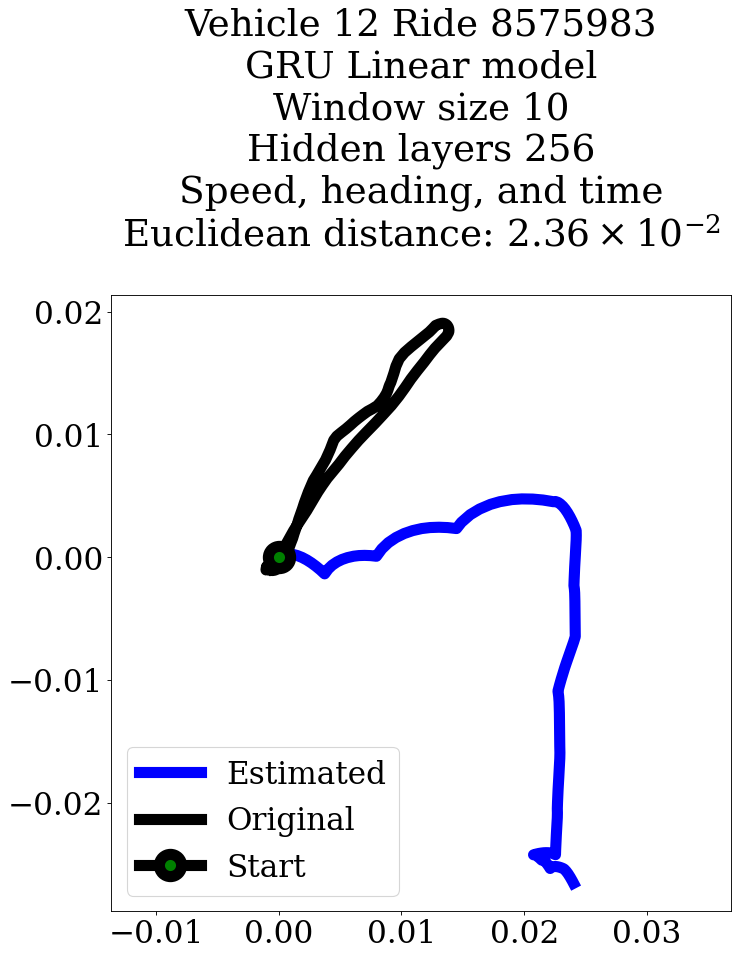 Vehicle 12 Ride 8575983
GRU Linear model
Window size 10
Hidden layers 256
Speed, heading, and time
Euclidean distance: 2.36 × 10⁻²
0.02
0.01
0.00
−0.01
−0.02
Estimated
Original
Start
−0.01 0.00 0.01 0.02 0.03